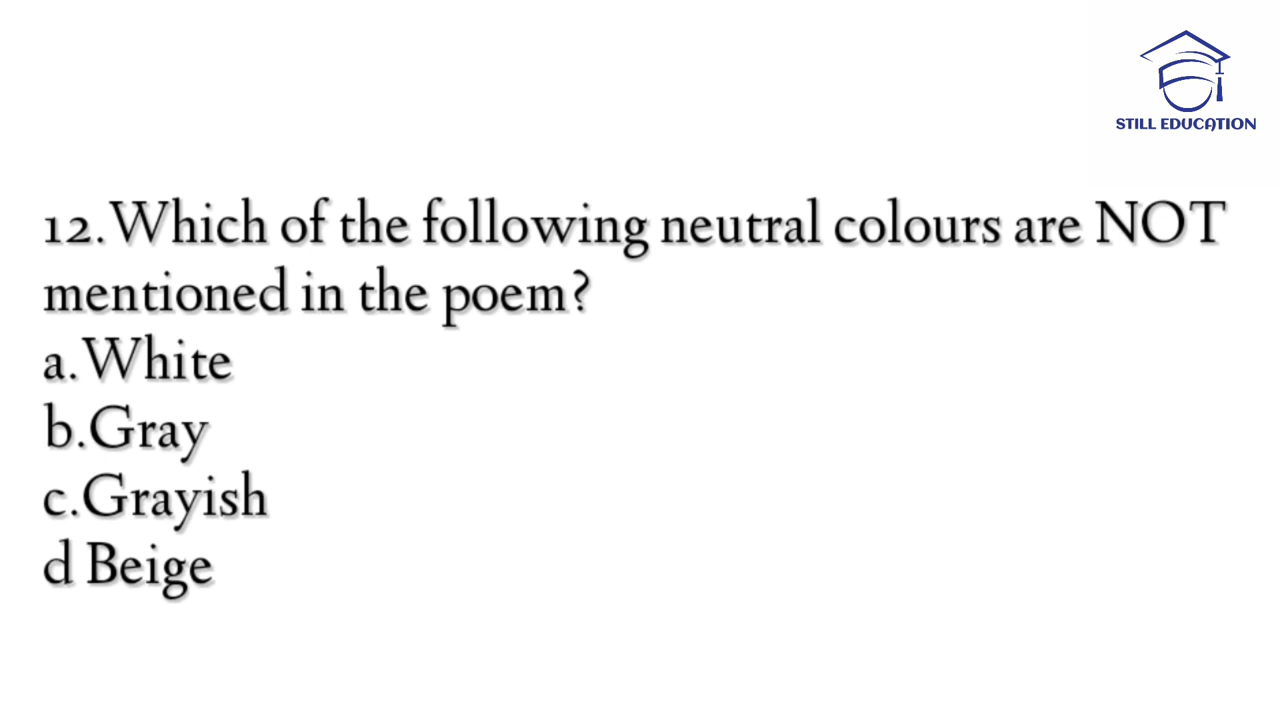 STILL EDUCATION
12.Which of the following neutral colours are NOT
mentioned in the poem?
a.White
b.Gray
c.Grayish
d Beige